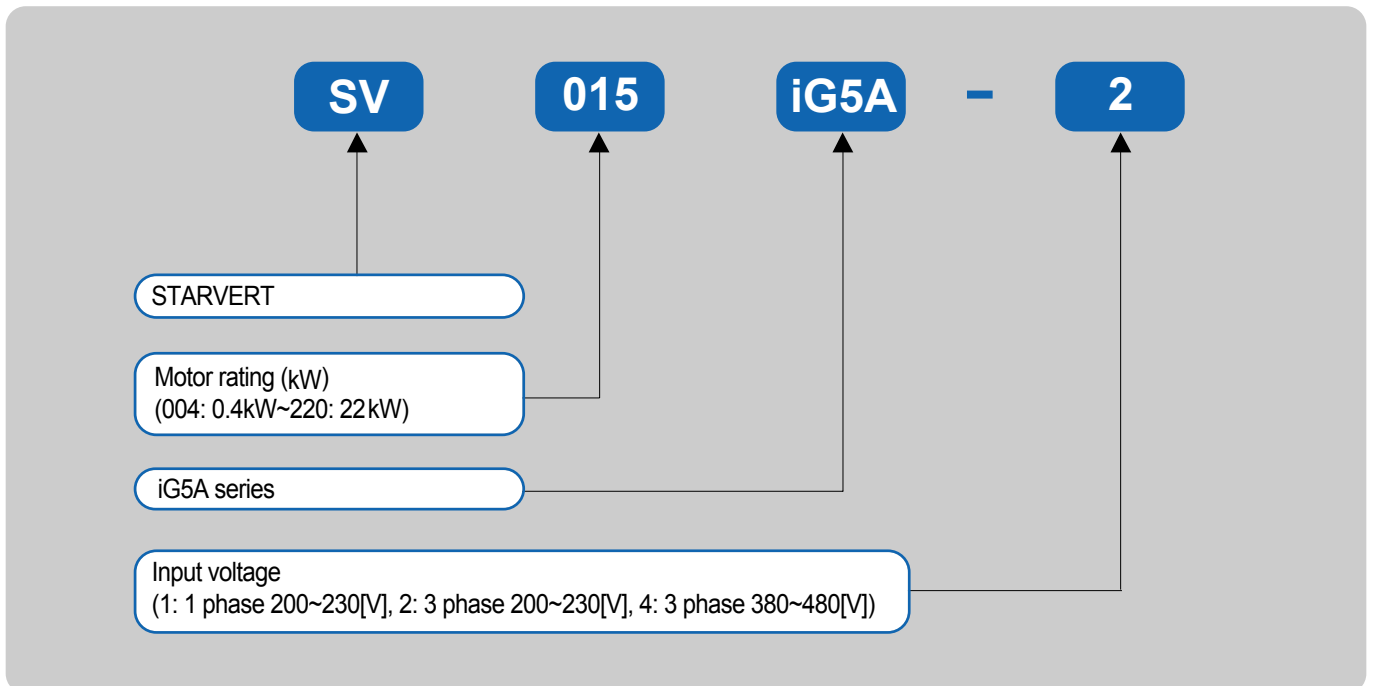 SV 015 iG5A - 2
STARVERT
Motor rating (kW)
(004: 0.4kW~220: 22kW)
iG5A series
Input voltage
(1: 1 phase 200~230[V], 2: 3 phase 200~230[V], 4: 3 phase 380~480[V])